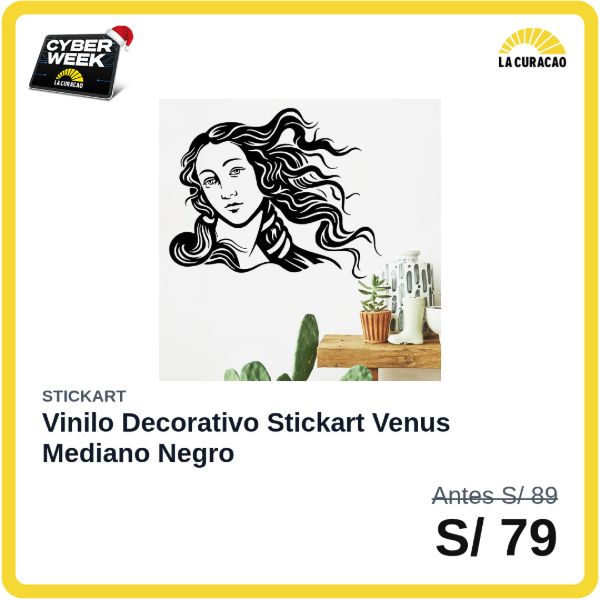 CYBER
WEEK
LA CURACAO
LA CURACAO
STICKART
Vinilo Decorativo Stickart Venus
Mediano Negro
Antes S/ 89
S/ 79